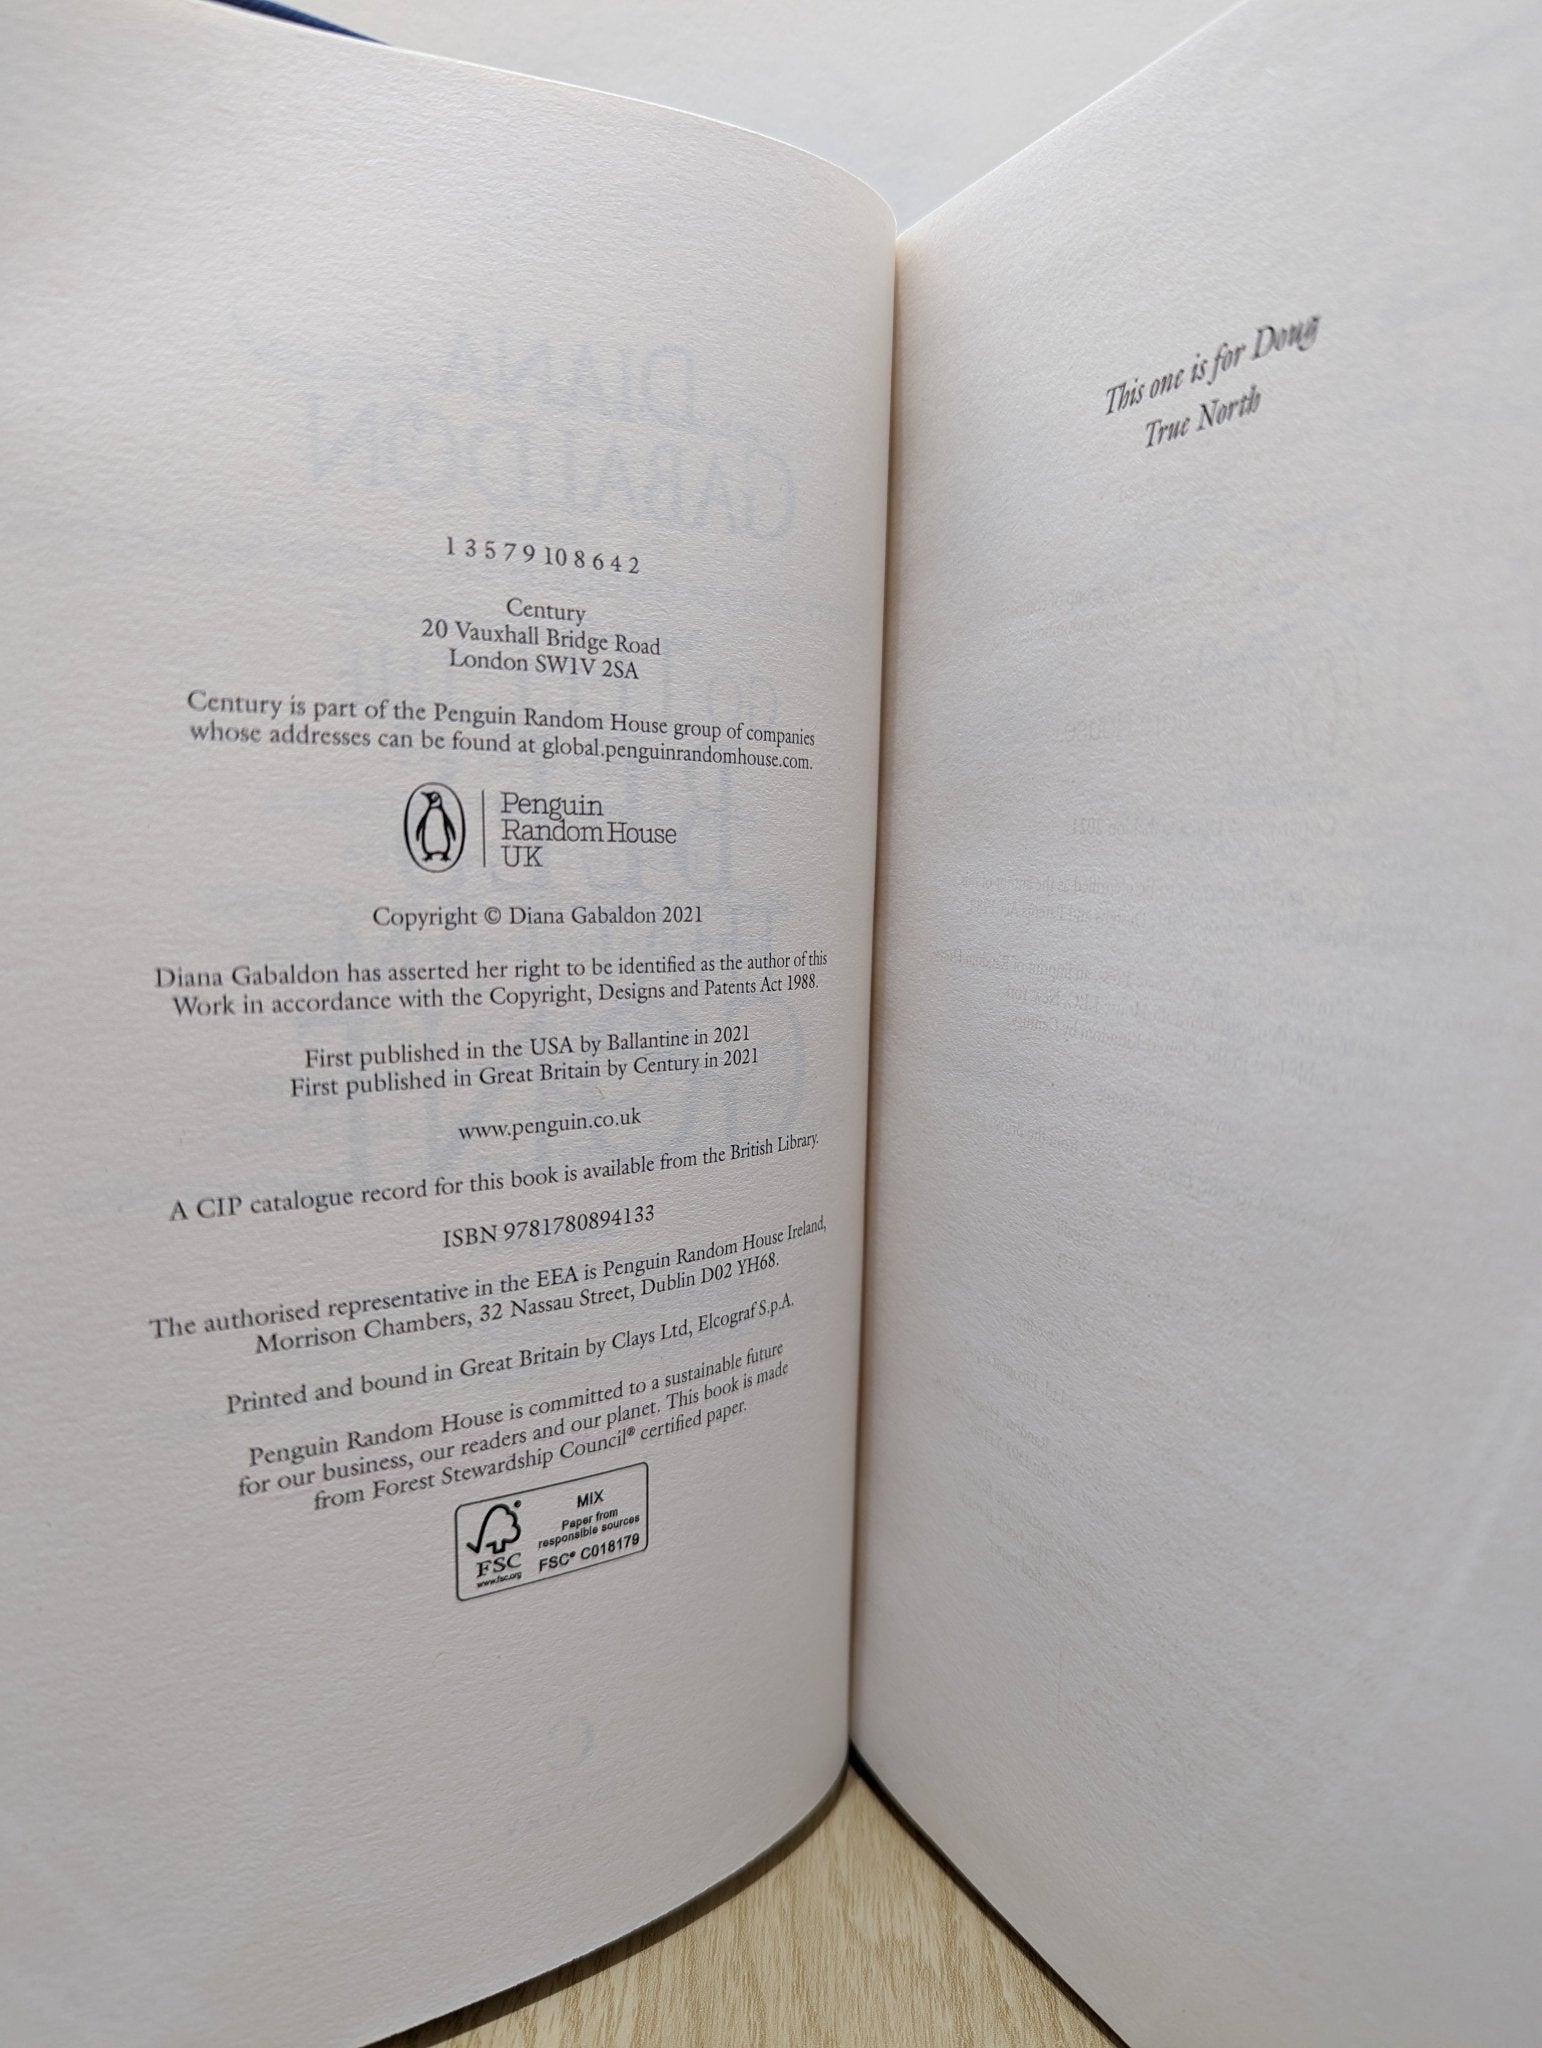 1 3 5 7 9 10 8 6 4 2
Century
20 Vauxhall Bridge Road
London SW1V 2SA
Century is part of the Penguin Random House group of companies
whose addresses can be found at global.penguinrandomhouse.com.
Penguin
Random House
UK
Copyright © Diana Gabaldon 2021
Diana Gabaldon has asserted her right to be identified as the author of this
Work in accordance with the Copyright, Designs and Patents Act 1988.
First published in the USA by Ballantine in 2021
First published in Great Britain by Century in 2021
www.penguin.co.uk
A CIP catalogue record for this book is available from the British Library.
ISBN 9781780894133
The authorised representative in the EEA is Penguin Random House Ireland,
Morrison Chambers, 32 Nassau Street, Dublin D02 YH68.
Printed and bound in Great Britain by Clays Ltd, Elcograf S.p.A.
Penguin Random House is committed to a sustainable future
for our business, our readers and our planet. This book is made
from Forest Stewardship Council® certified paper.
FSC
www.fsc.org
MIX
Paper from
responsible sources
FSC® C018179
This one is for Doug
True North